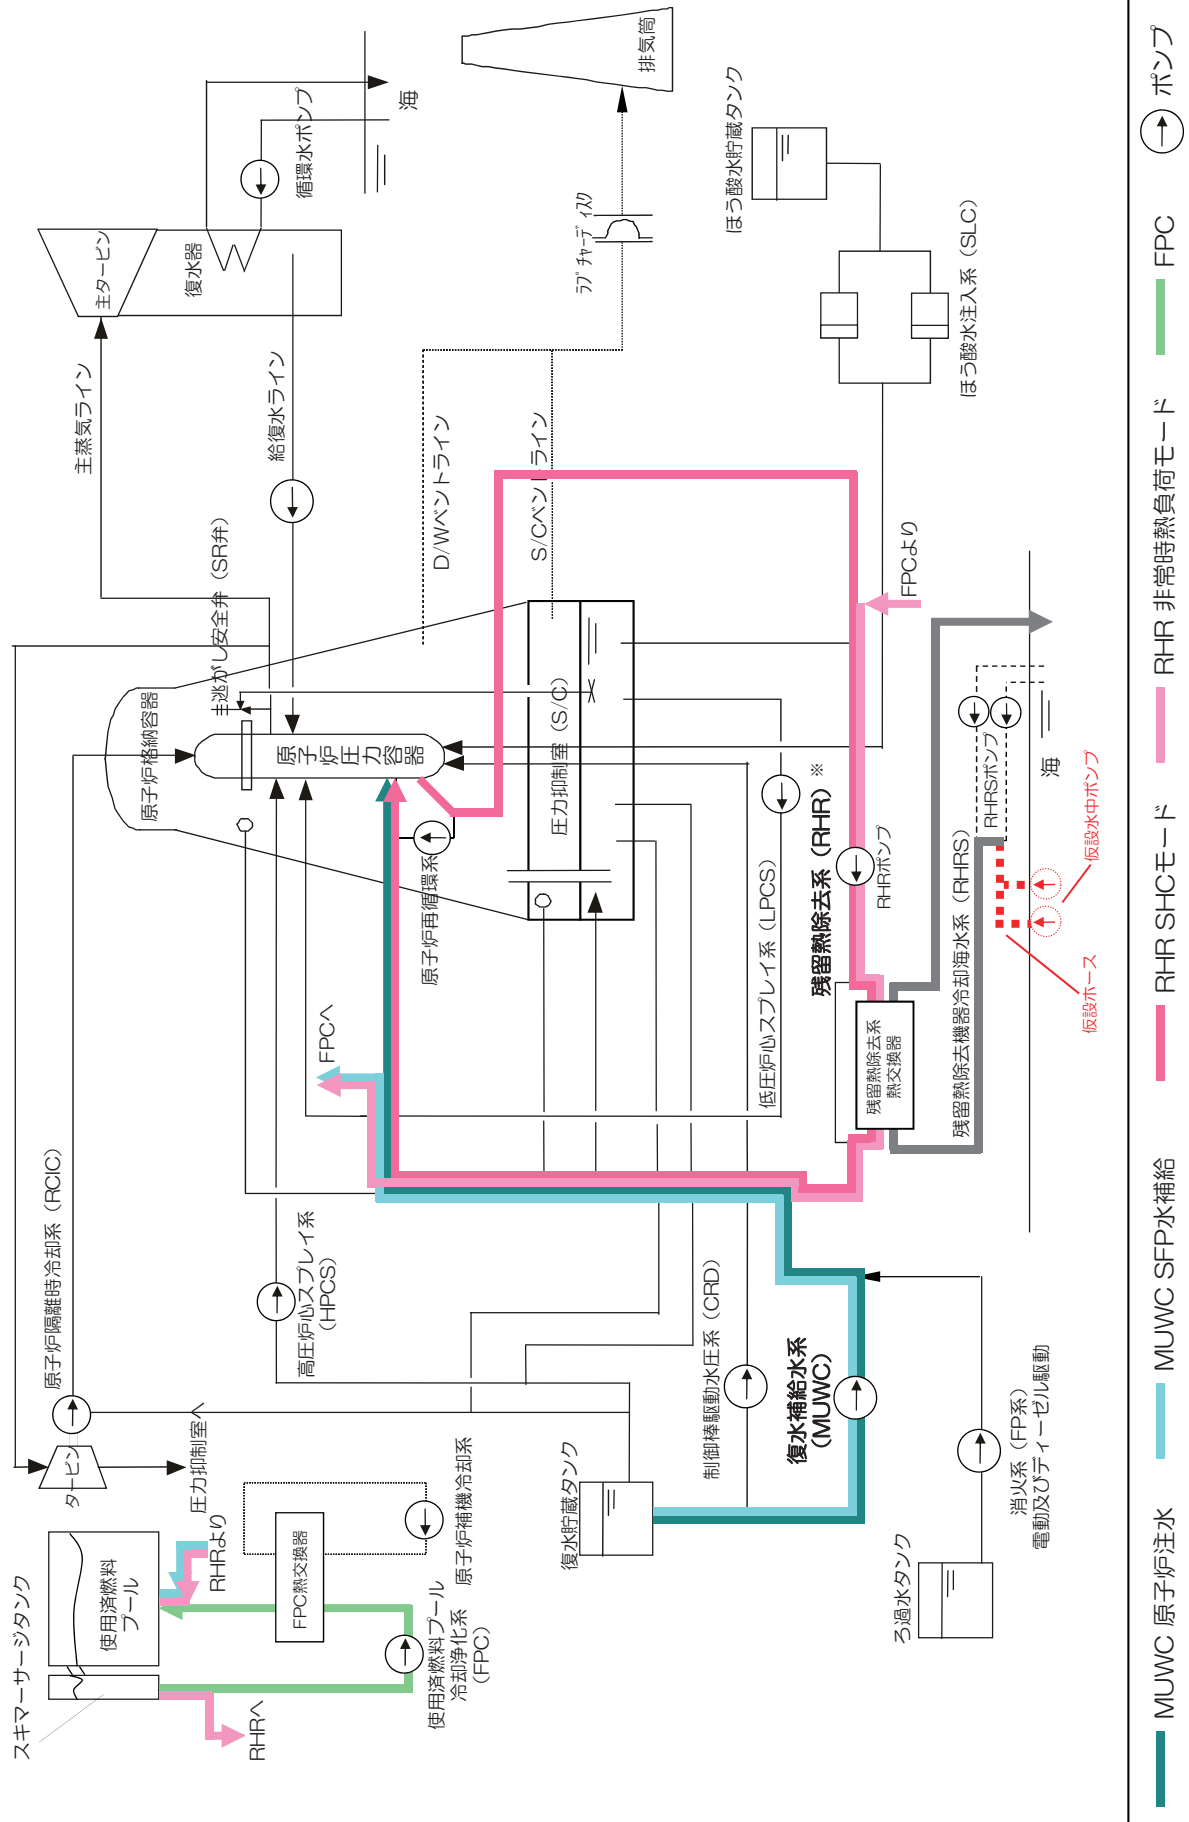 スキマーサージタンク
使用済燃料
プール
RHRへ
RHRより
FPC熱交換器
使用済燃料プール
冷却浄化系
(FPC)
原子炉補機冷却系
タービン
圧力抑制室へ
原子炉隔離時冷却系（RCIC）
高圧炉心スプレイ系
(HPCS)
FPCへ
原子炉格納容器
原子炉圧力容器
主蒸気ライン
主タービン
復水器
循環水ポンプ
海
給復水ライン
主逃がし安全弁（SR弁）
D/Wベントライン
S/Cベントライン
排気筒
ラプチャーディスク
ほう酸水貯蔵タンク
ほう酸水注入系（SLC）
圧力抑制室（S/C）
原子炉再循環系
低圧炉心スプレイ系（LPCS）
残留熱除去系（RHR）※
RHRポンプ
FPCより
残留熱除去系
熱交換器
残留熱除去機器冷却海水系（RHRS）
RHRSポンプ
海
仮設水中ポンプ
仮設ホース
制御棒駆動水圧系（CRD）
復水補給水系
(MUWC)
復水貯蔵タンク
ろ過水タンク
消火系（FP系）
電動及びディーゼル駆動
MUWC 原子炉注水
MUWC SFP水補給
RHR SHCモード
RHR 非常時熱負荷モード
FPC
ポンプ